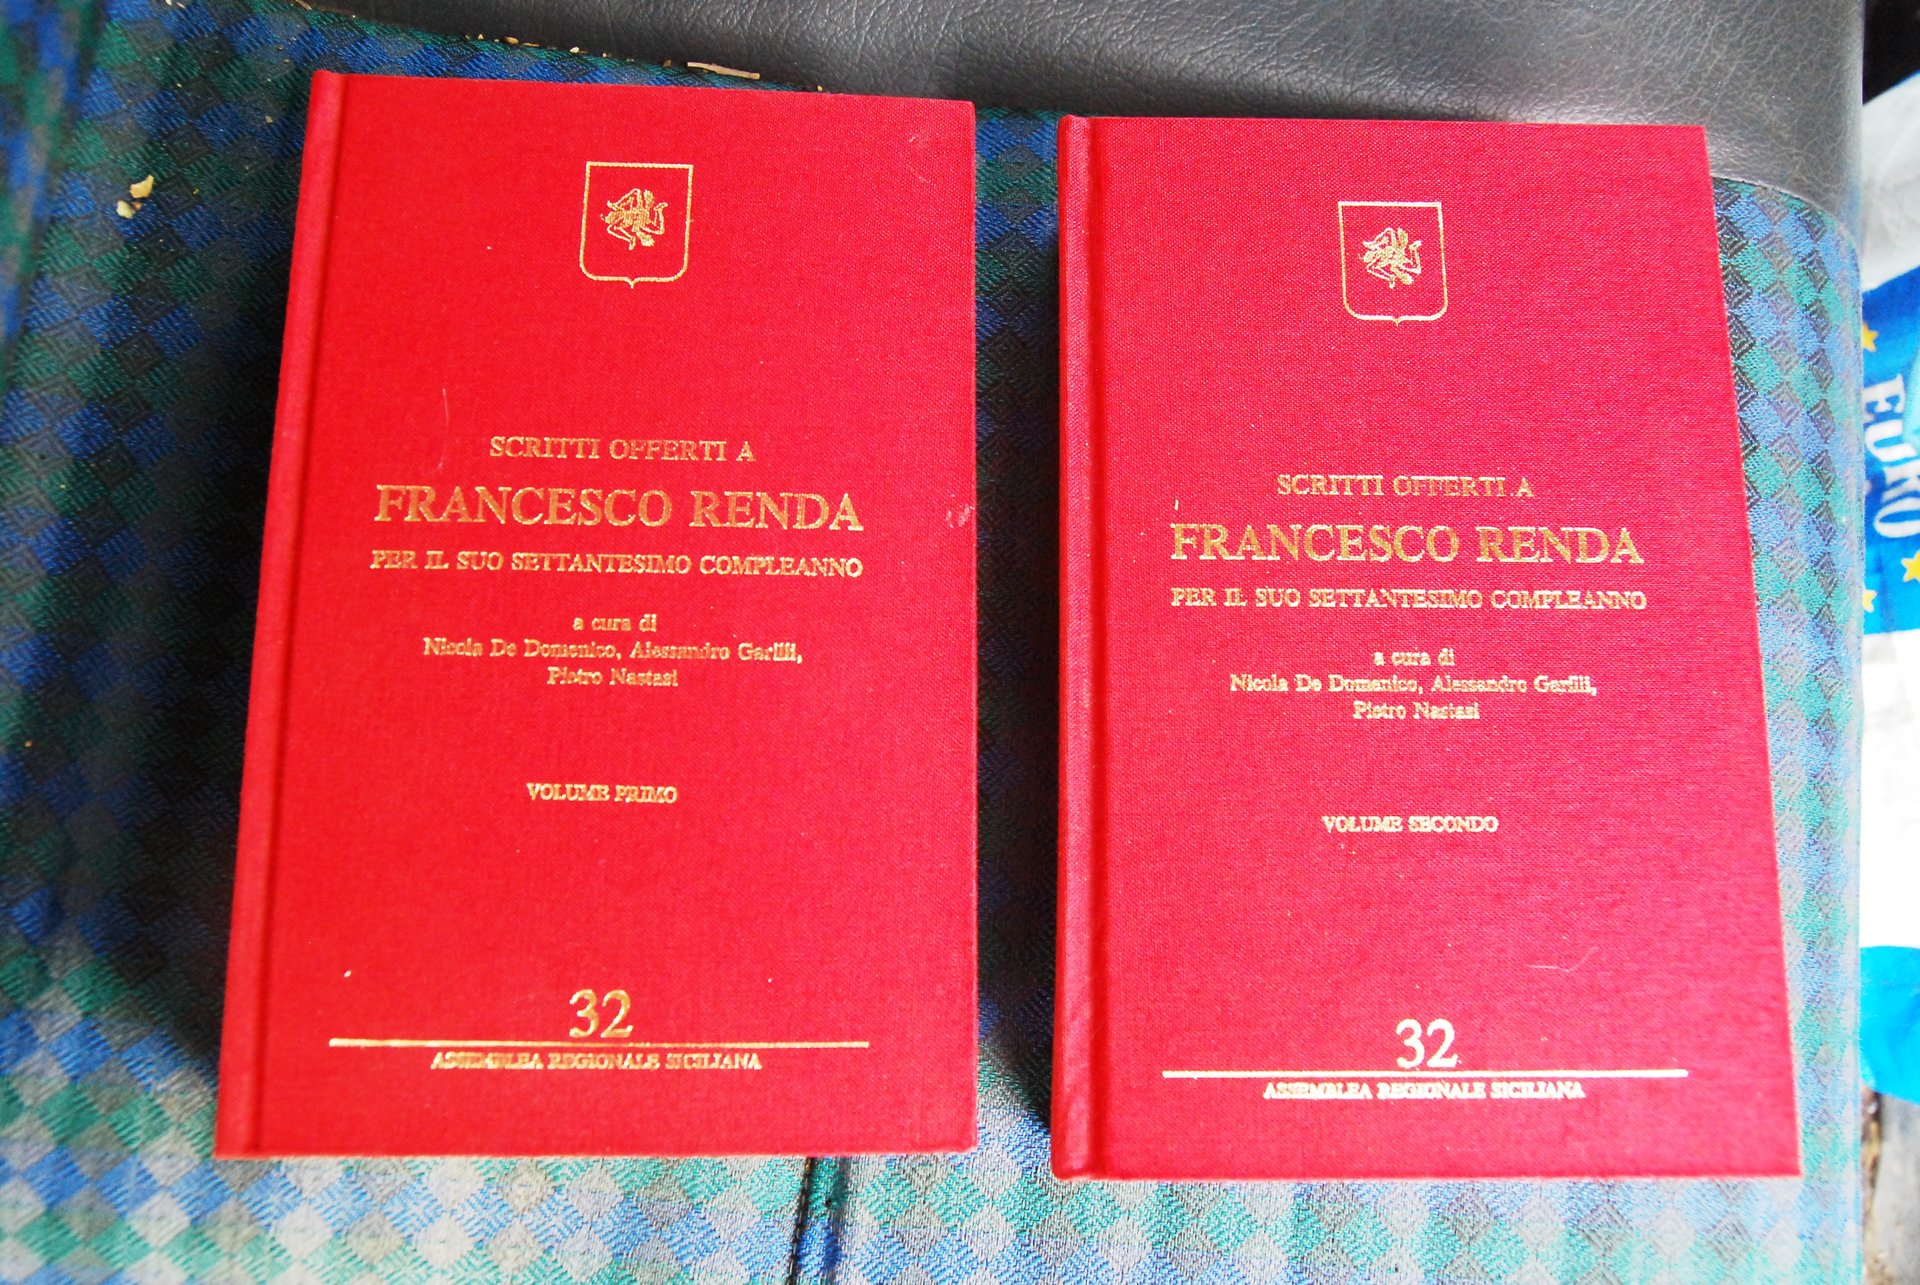 SCRITTI OFFERTI A
FRANCESCO RENDA
PER IL SUO SETTANTESIMO COMPLEANNO
a cura di
Nicola De Domenico, Alessandro Garilli,
Pietro Nastasi
VOLUME PRIMO
32
ASSEMBLEA REGIONALE SICILIANA
SCRITTI OFFERTI A
FRANCESCO RENDA
PER IL SUO SETTANTESIMO COMPLEANNO
a cura di
Nicola De Domenico, Alessandro Garilli,
Pietro Nastasi
VOLUME SECONDO
32
ASSEMBLEA REGIONALE SICILIANA
EURO